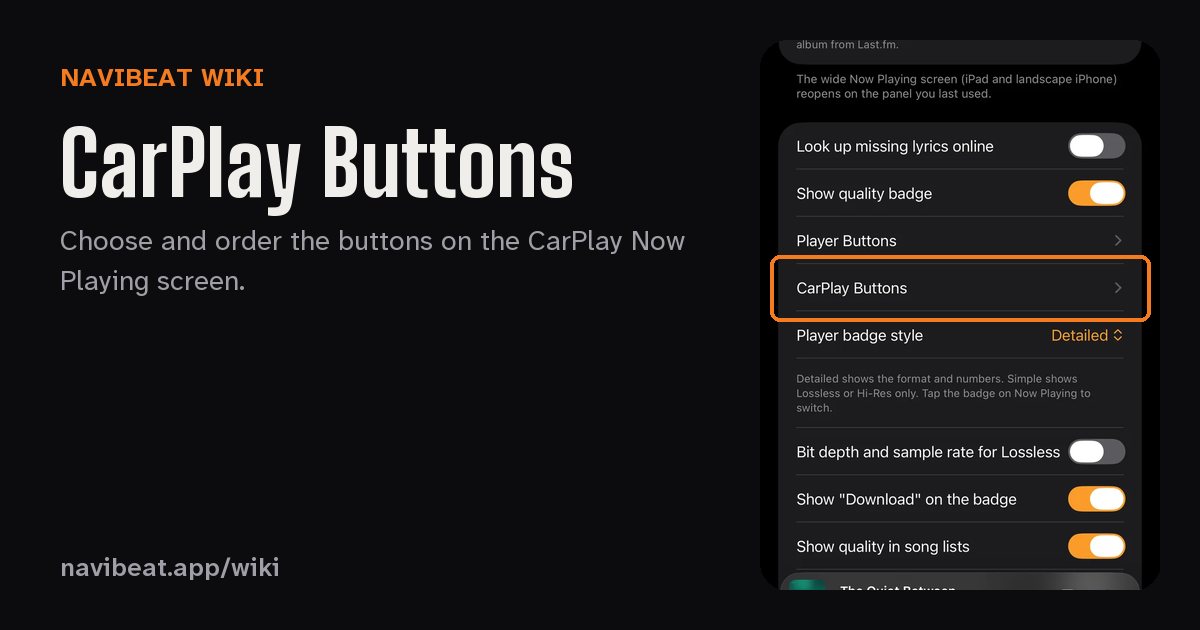 NAVIBEAT WIKI
CarPlay Buttons
Choose and order the buttons on the CarPlay Now
Playing screen.
navibeat.app/wiki
album from Last.fm.
The wide Now Playing screen (iPad and landscape iPhone)
reopens on the panel you last used.
Look up missing lyrics online
Show quality badge
Player Buttons
CarPlay Buttons
Player badge style Detailed
Detailed shows the format and numbers. Simple shows
Lossless or Hi-Res only. Tap the badge on Now Playing to
switch.
Bit depth and sample rate for Lossless
Show "Download" on the badge
Show quality in song lists
The Quiet Between